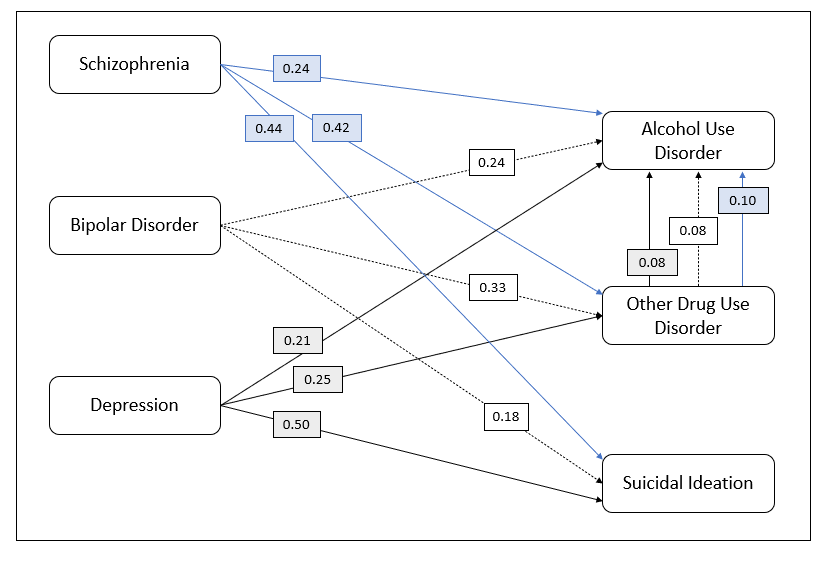 Schizophrenia
0.24
0.44
0.42
Alcohol Use
Disorder
0.24
Bipolar Disorder
0.10
0.08
0.08
0.33
Other Drug Use
Disorder
0.21
0.25
Depression
0.50
0.18
Suicidal Ideation